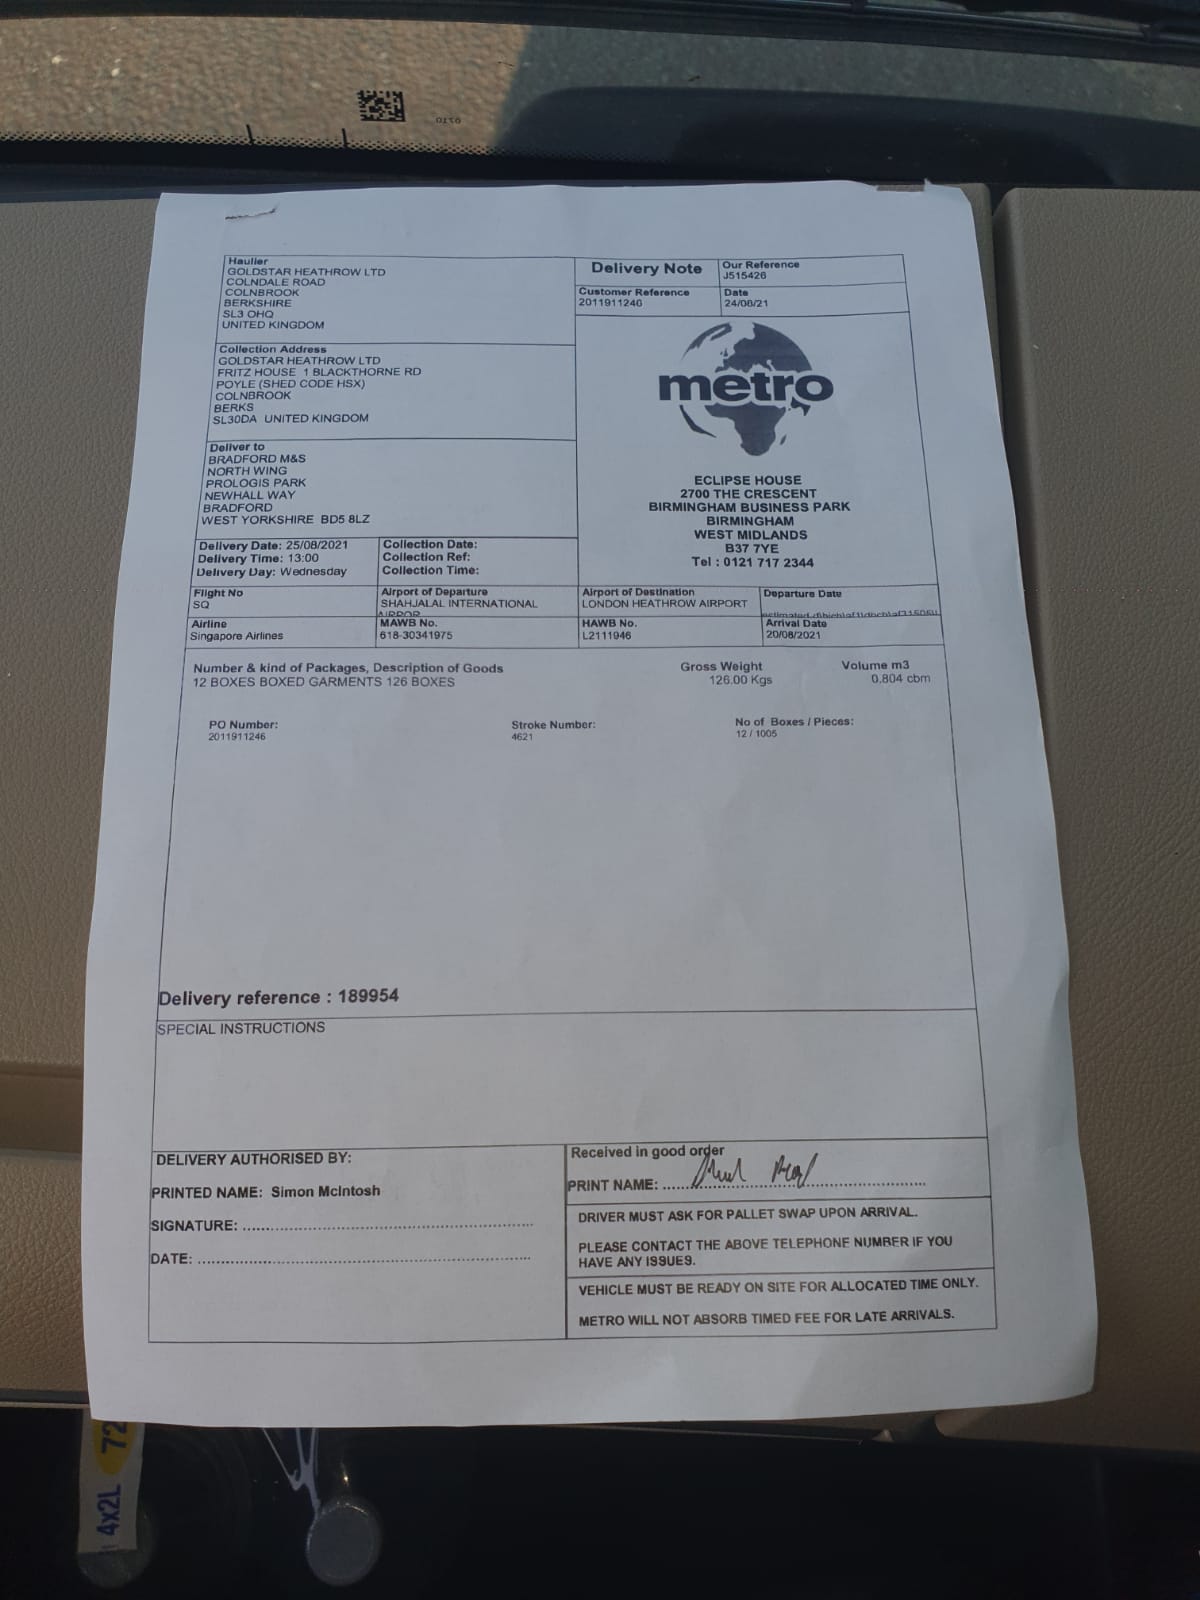 Haulier
GOLDSTAR HEATHROW LTD
COLNDALE ROAD
COLNBROOK
BERKSHIRE
SL3 OHQ
UNITED KINGDOM
Delivery Note
Our Reference
J515426
Customer Reference
2011911246
Date
24/08/21
Collection Address
GOLDSTAR HEATHROW LTD
FRITZ HOUSE 1 BLACKTHORNE RD
POYLE (SHED CODE HSX)
COLNBROOK
BERKS
SL30DA UNITED KINGDOM
metro
Deliver to
BRADFORD M&S
NORTH WING
PROLOGIS PARK
NEWHALL WAY
BRADFORD
WEST YORKSHIRE BD5 8LZ
ECLIPSE HOUSE
2700 THE CRESCENT
BIRMINGHAM BUSINESS PARK
BIRMINGHAM
WEST MIDLANDS
B37 7YE
Tel : 0121 717 2344
Delivery Date: 25/08/2021
Delivery Time: 13:00
Delivery Day: Wednesday
Collection Date:
Collection Ref:
Collection Time:
Flight No
SQ
Airport of Departure
SHAHJALAL INTERNATIONAL
Airport of Destination
LONDON HEATHROW AIRPORT
Departure Date
Airline
Singapore Airlines
MAWB No.
618-30341975
HAWB No.
L2111946
Arrival Date
20/08/2021
Number & kind of Packages, Description of Goods
12 BOXES BOXED GARMENTS 126 BOXES
Gross Weight
126.00 Kgs
Volume m3
0.804 cbm
PO Number:
2011911246
Stroke Number:
4621
No of Boxes / Pieces:
12 / 1005
Delivery reference : 189954
SPECIAL INSTRUCTIONS
DELIVERY AUTHORISED BY:
PRINTED NAME: Simon McIntosh
SIGNATURE:
DATE:
Received in good order
PRINT NAME:
DRIVER MUST ASK FOR PALLET SWAP UPON ARRIVAL.
PLEASE CONTACT THE ABOVE TELEPHONE NUMBER IF YOU
HAVE ANY ISSUES.
VEHICLE MUST BE READY ON SITE FOR ALLOCATED TIME ONLY.
METRO WILL NOT ABSORB TIMED FEE FOR LATE ARRIVALS.
72
4X2L